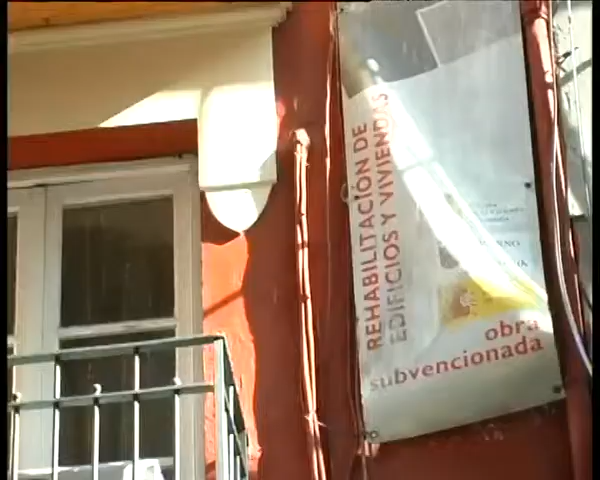 REHABILITACIÓN DE
EDIFICIOS Y VIVIENDAS
obra
subvencionada